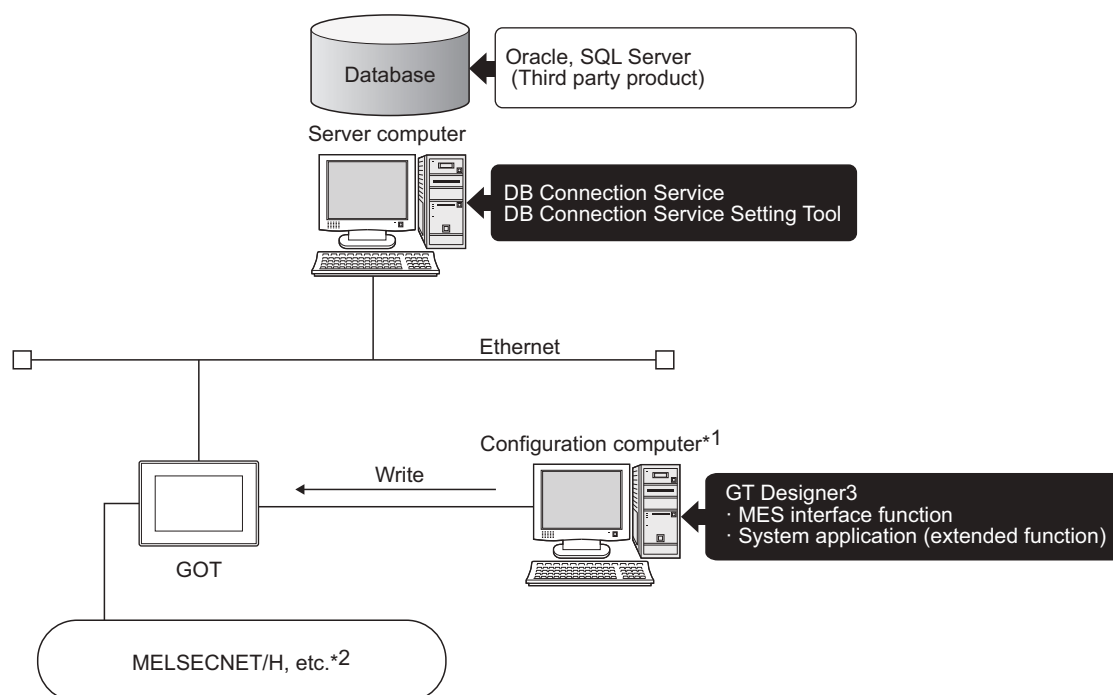 Database
Oracle, SQL Server
(Third party product)
Server computer
DB Connection Service
DB Connection Service Setting Tool
Ethernet
Configuration computer*1
Write
GT Designer3
· MES interface function
· System application (extended function)
GOT
MELSECNET/H, etc.*2